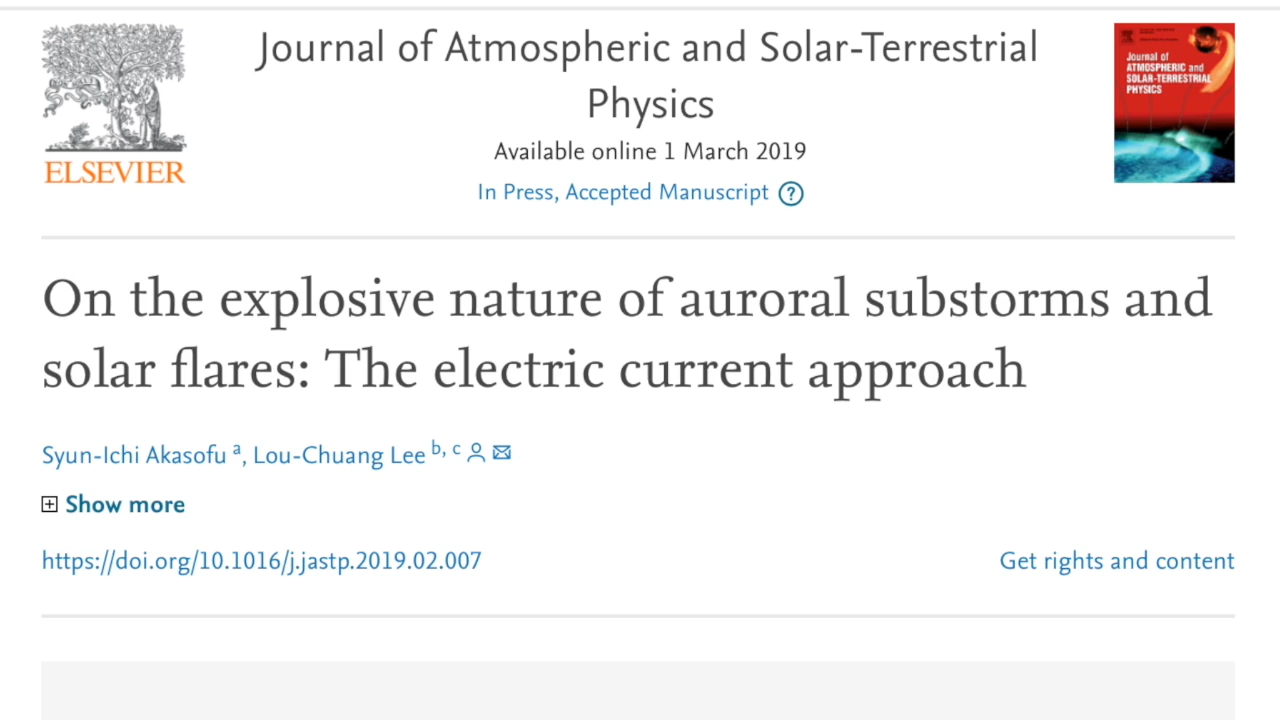 Journal of Atmospheric and Solar-Terrestrial
Physics
Available online 1 March 2019
In Press, Accepted Manuscript ?
ELSEVIER
Journal of
ATMOSPHERIC and
SOLAR-TERRESTRIAL
PHYSICS
On the explosive nature of auroral substorms and
solar flares: The electric current approach
Syun-Ichi Akasofu a, Lou-Chuang Lee b, c
Show more
https://doi.org/10.1016/j.jastp.2019.02.007
Get rights and content